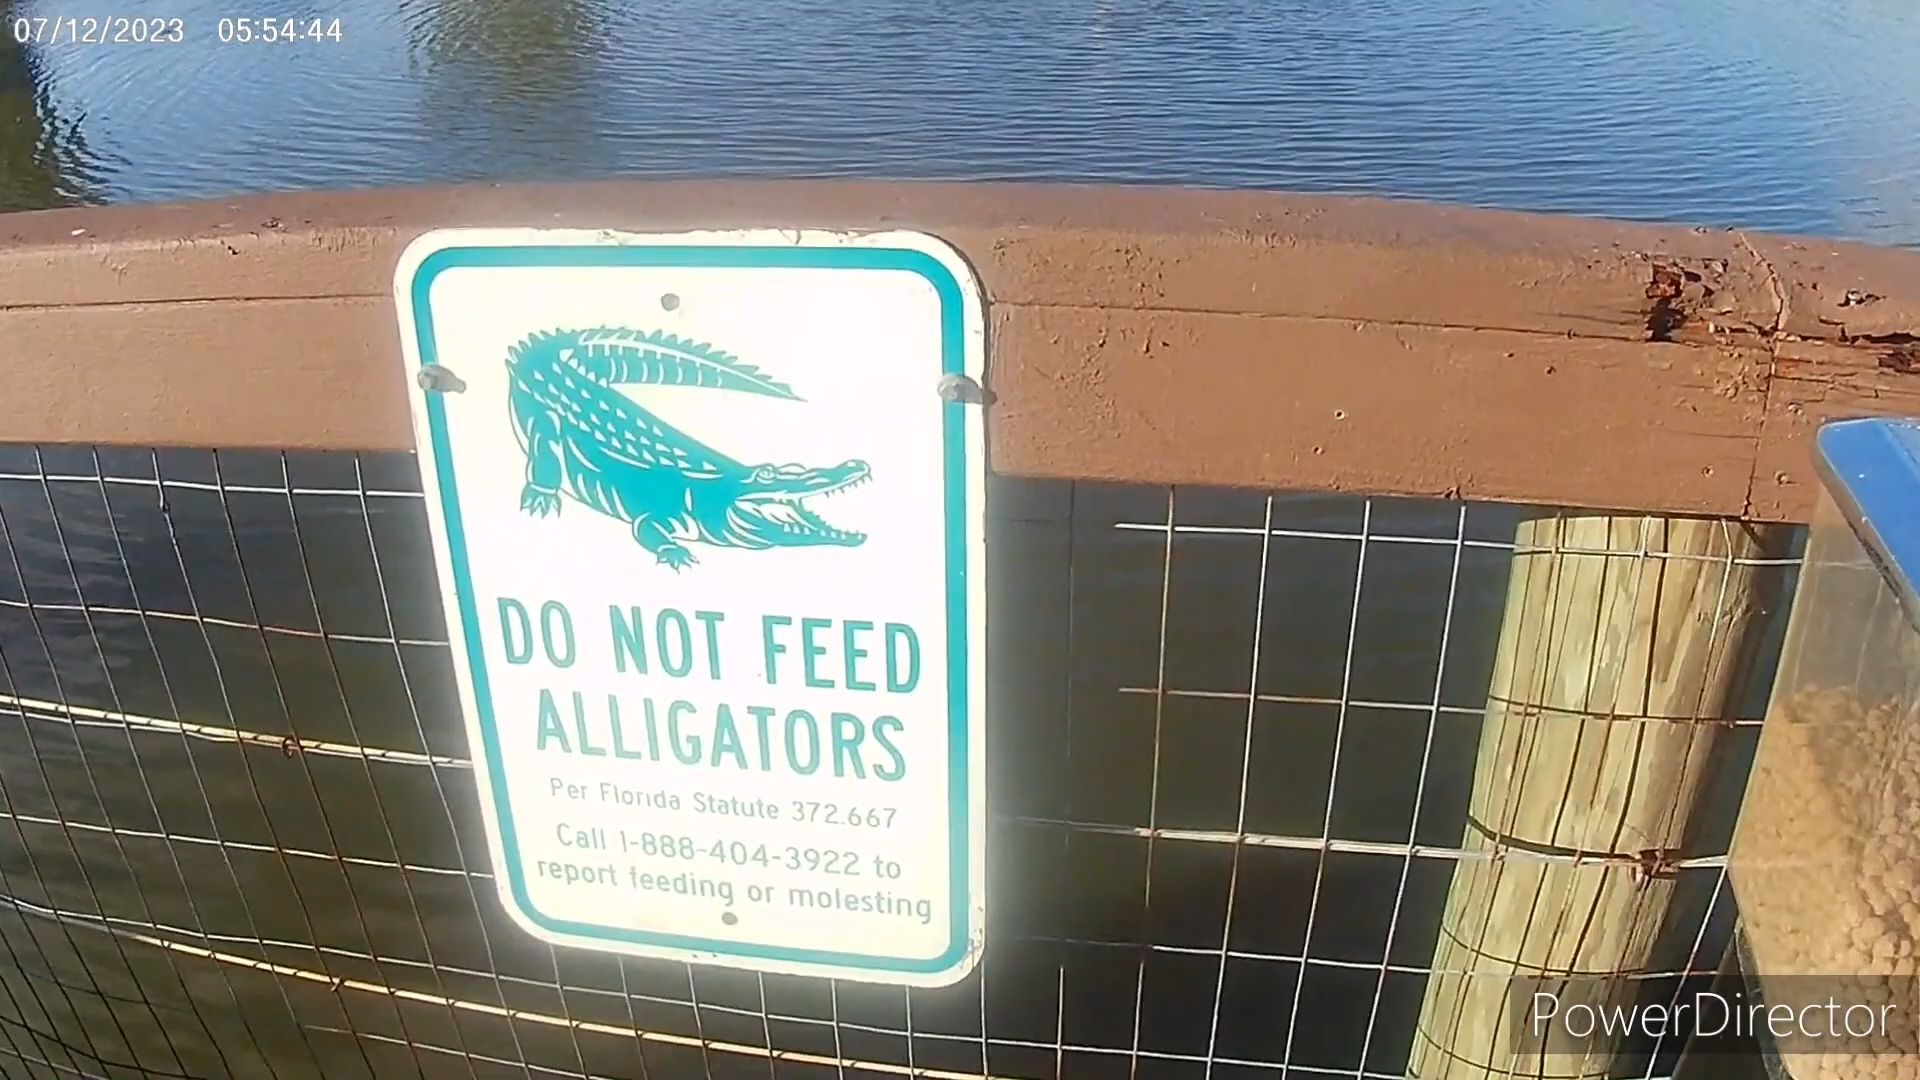 07/12/2023 05:54:44
DO NOT FEED
ALLIGATORS
Per Florida Statute 372.667
Call 1-888-404-3922 to
report feeding or molesting
PowerDirector